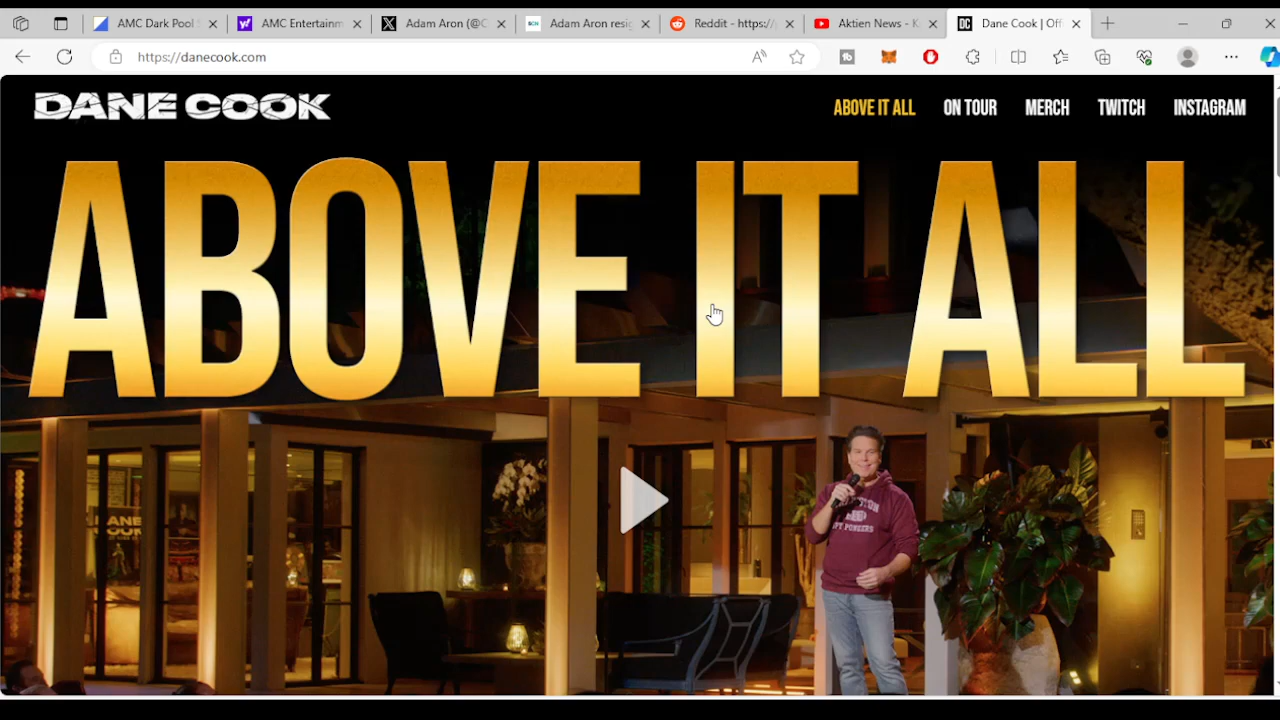 AMC Dark Pool S
AMC Entertainm
Adam Aron (@C
Adam Aron resig
Reddit - https://
Aktien News - K
DC
Dane Cook | Off
https://danecook.com
DANE COOK
ABOVE IT ALL
ON TOUR
MERCH
TWITCH
INSTAGRAM
ABOVE IT ALL